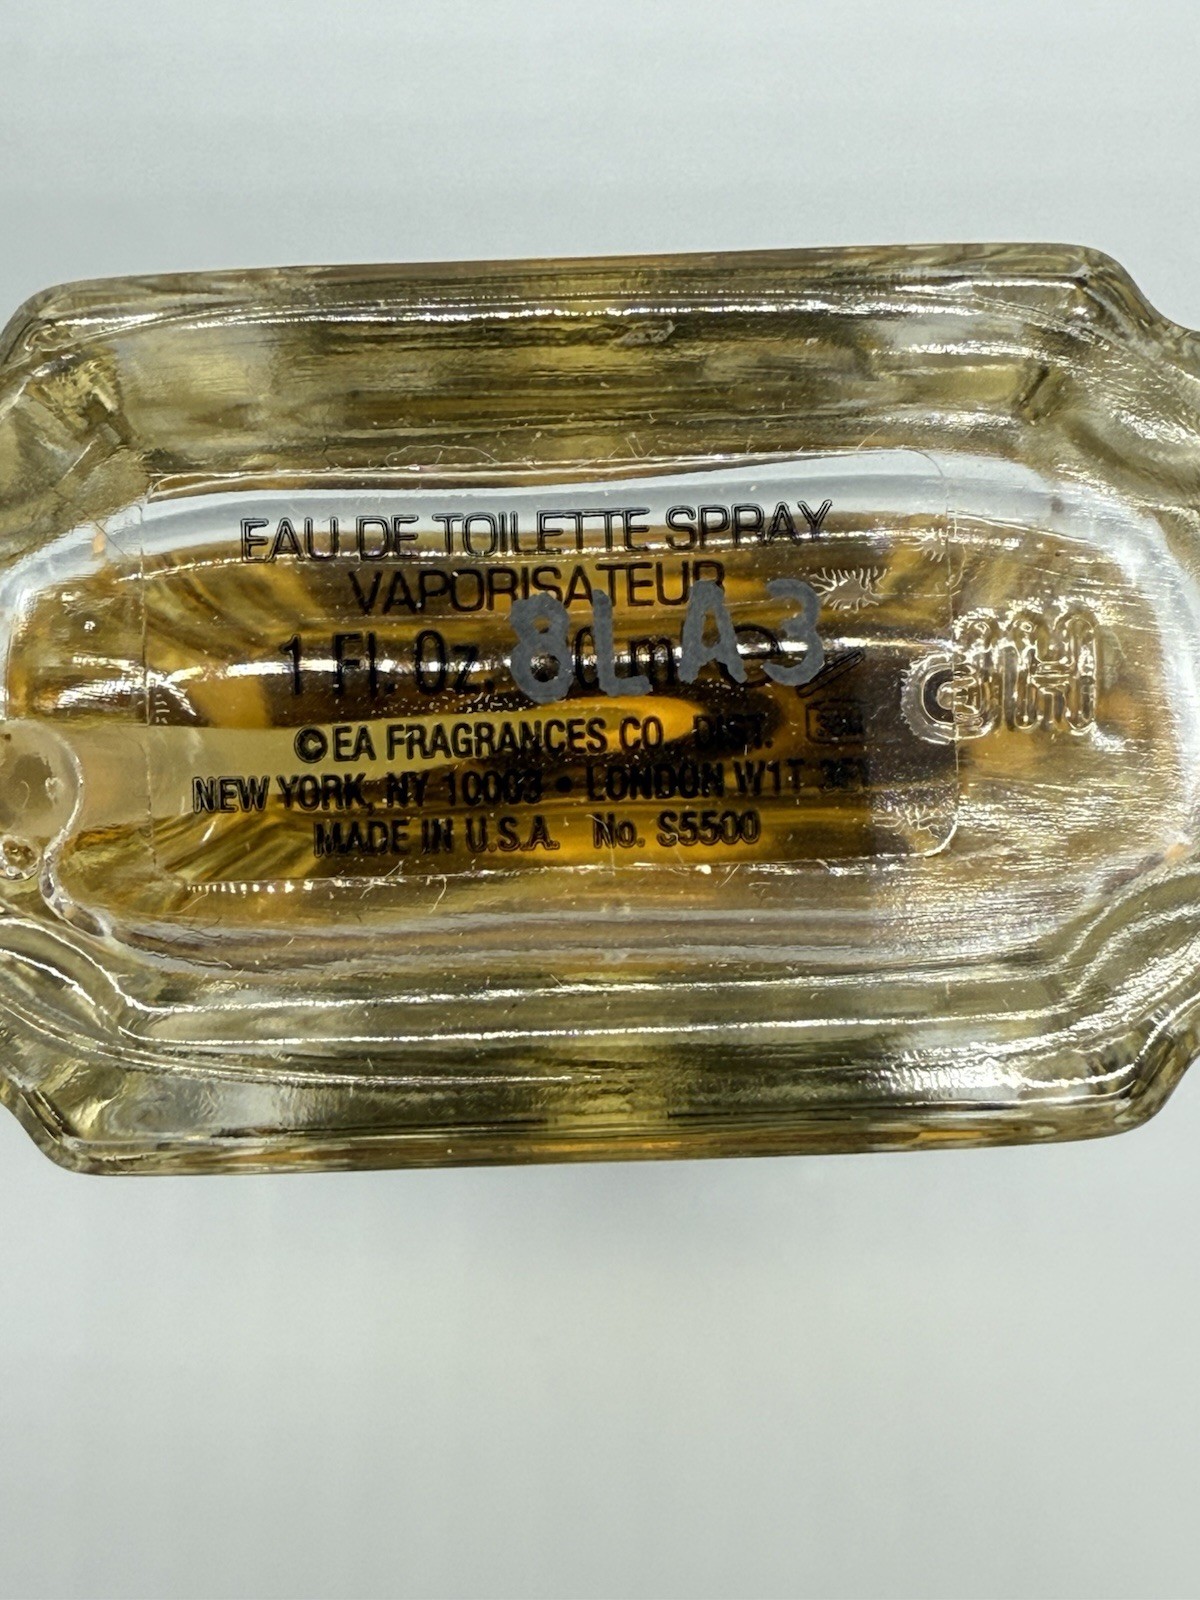 EAU DE TOILETTE SPRAY
VAPORISATEUR
1 Fl. Oz.
8LA3
©EA FRAGRANCES CO., DIST.
NEW YORK, NY 10003 • LONDON W1T
MADE IN U.S.A. No. S5500